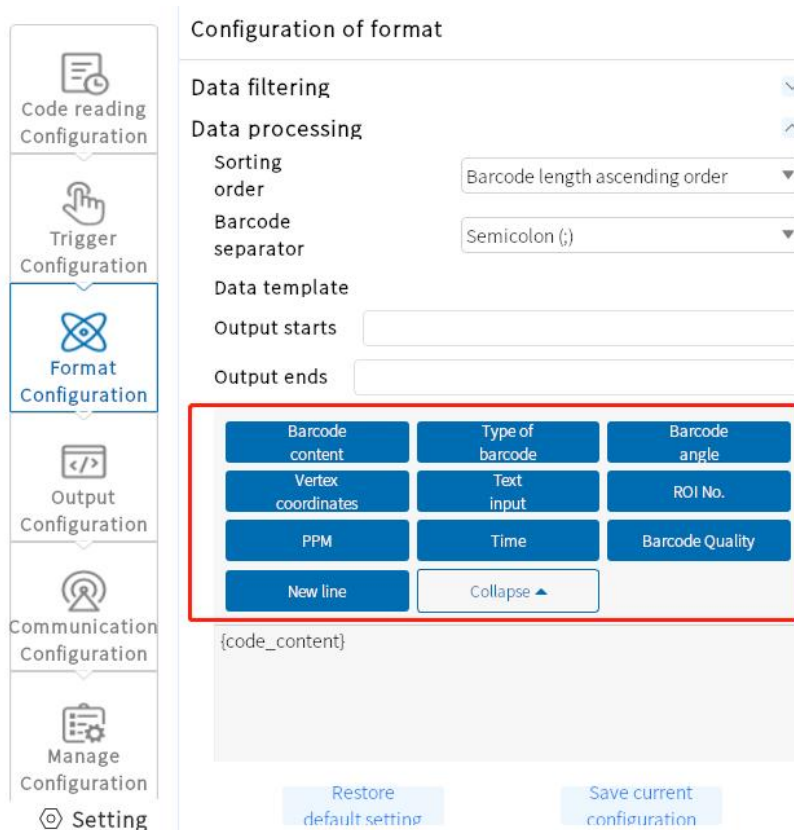 Configuration of format
Code reading
Configuration
Trigger
Configuration
Format
Configuration
Output
Configuration
Communication
Configuration
Manage
Configuration
Setting
Data filtering
Data processing
Sorting
order
Barcode length ascending order
Barcode
separator
Semicolon (;)
Data template
Output starts
Output ends
Barcode
content
Type of
barcode
Barcode
angle
Vertex
coordinates
Text
input
ROI No.
PPM
Time
Barcode Quality
New line
Collapse
{code_content}
Restore
default setting
Save current
configuration